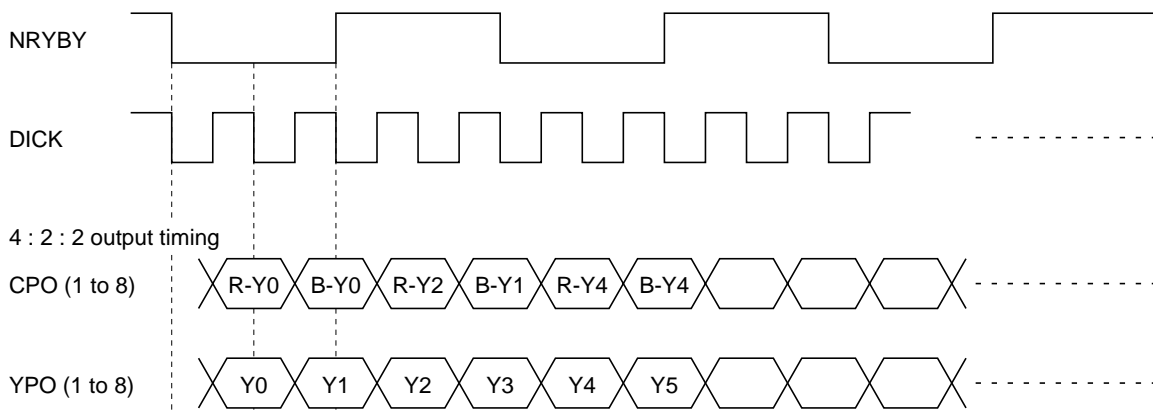 NRYBY
DICK
4 : 2 : 2 output timing
CPO (1 to 8) R-Y0 B-Y0 R-Y2 B-Y1 R-Y4 B-Y4
YPO (1 to 8) Y0 Y1 Y2 Y3 Y4 Y5